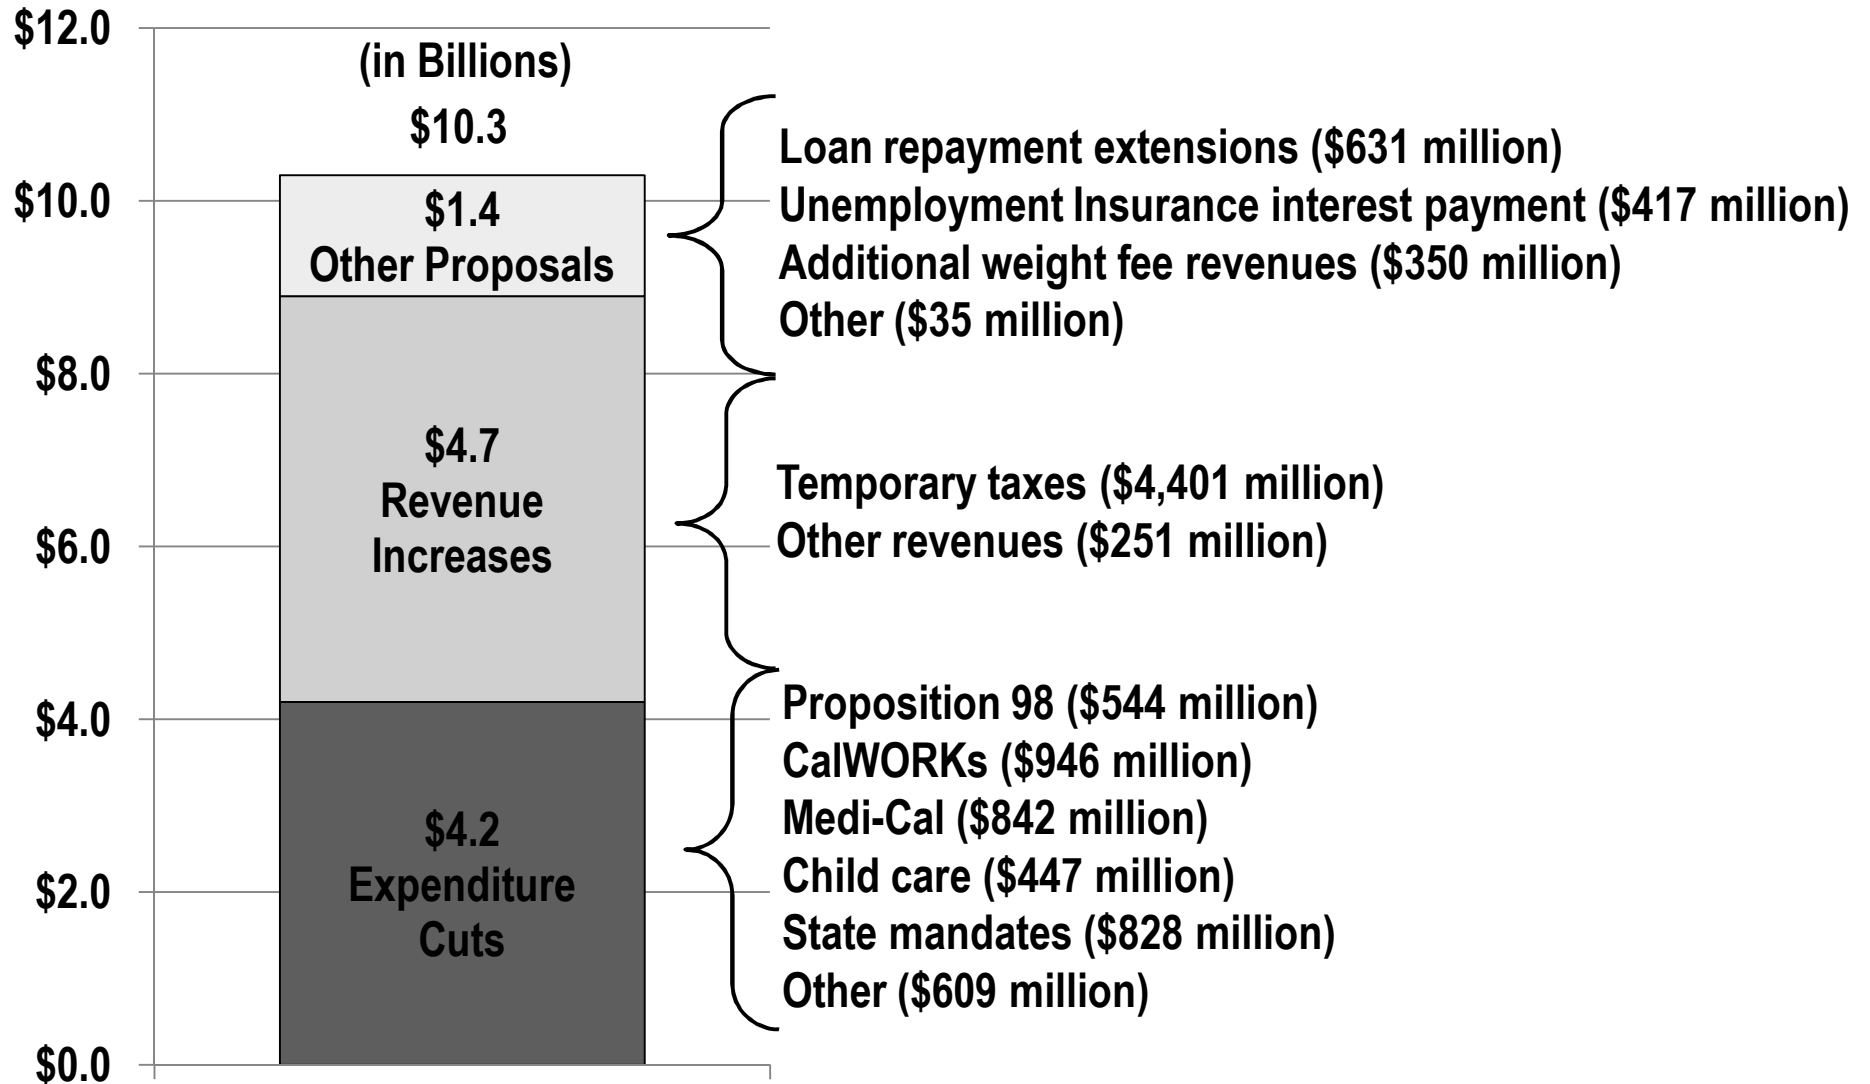 $12.0
(in Billions)
$10.3
Loan repayment extensions ($631 million)
$10.0
$1.4
Unemployment Insurance interest payment ($417 million)
Other Proposals
Additional weight fee revenues ($350 million)
Other ($35 million)
$8.0
$4.7
Revenue
Increases
Temporary taxes ($4,401 million)
$6.0
Other revenues ($251 million)
$4.0
Proposition 98 ($544 million)
CalWORKs ($946 million)
Medi-Cal ($842 million)
$4.2
Expenditure
Cuts
Child care ($447 million)
$2.0
State mandates ($828 million)
Other ($609 million)
$0.0